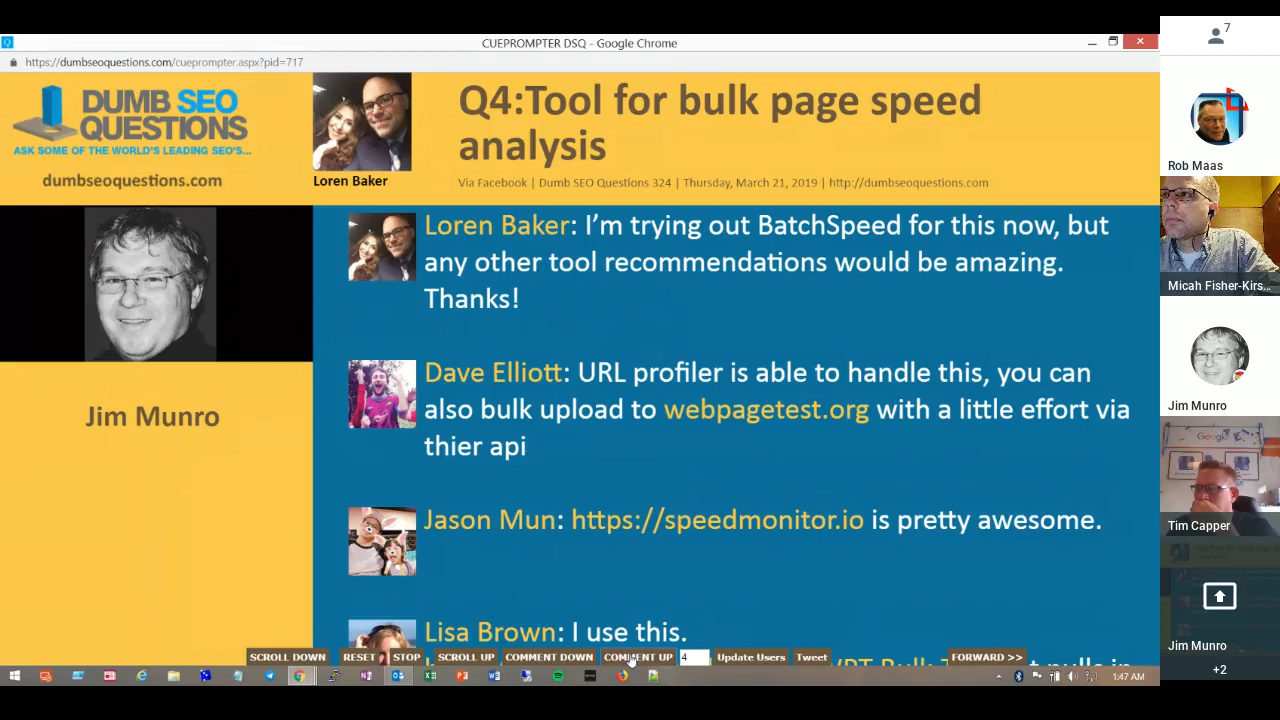 CUEPROMPTER DSQ - Google Chrome
https://dumbseoquestions.com/cueprompter.aspx?pid=717
7
DUMB SEO
QUESTIONS
ASK SOME OF THE WORLD'S LEADING SEO'S...
dumbseoquestions.com
Loren Baker
Q4:Tool for bulk page speed
analysis
Via Facebook | Dumb SEO Questions 324 | Thursday, March 21, 2019 | http://dumbseoquestions.com
Jim Munro
Loren Baker: I'm trying out BatchSpeed for this now, but
any other tool recommendations would be amazing.
Thanks!
Dave Elliott: URL profiler is able to handle this, you can
also bulk upload to webpagetest.org with a little effort via
thier api
Jason Mun: https://speedmonitor.io is pretty awesome.
Lisa Brown: I use this.
SCROLL DOWN
RESET
STOP
SCROLL UP
COMMENT DOWN
COMMENT UP
4
Update Users
Tweet
FORWARD >>
1:47 AM
Rob Maas
Micah Fisher-Kirs...
Jim Munro
Google
Tim Capper
Jim Munro
+2